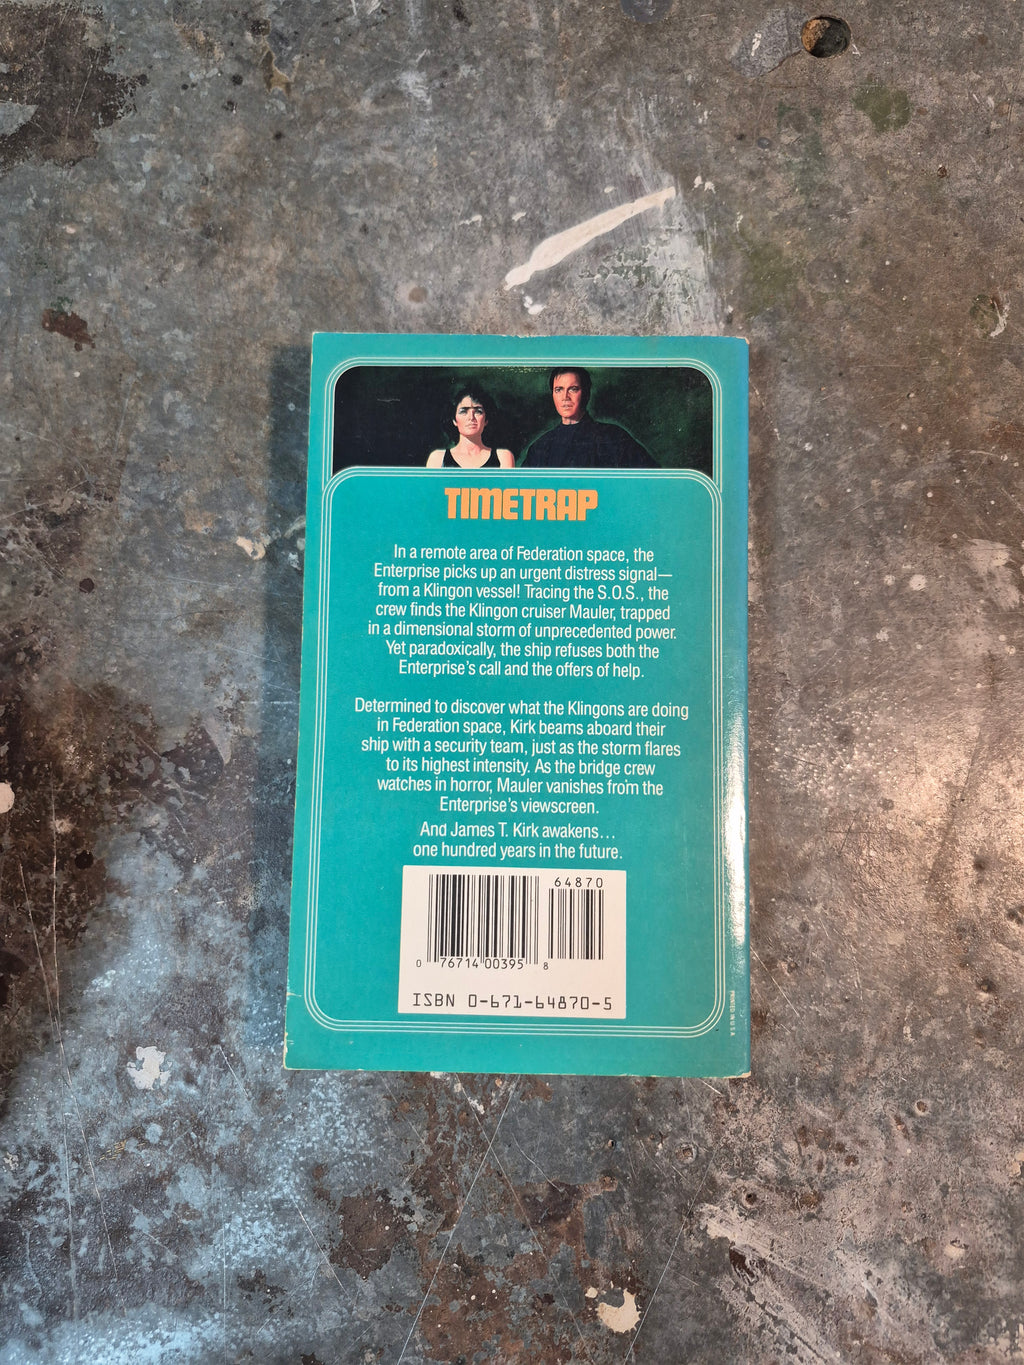 TIMETRAP
In a remote area of Federation space, the
Enterprise picks up an urgent distress signal—
from a Klingon vessel! Tracing the S.O.S., the
crew finds the Klingon cruiser Mauler, trapped
in a dimensional storm of unprecedented power.
Yet paradoxically, the ship refuses both the
Enterprise's call and the offers of help.
Determined to discover what the Klingons are doing
in Federation space, Kirk beams aboard their
ship with a security team, just as the storm flares
to its highest intensity. As the bridge crew
watches in horror, Mauler vanishes from the
Enterprise's viewscreen.
And James T. Kirk awakens...
one hundred years in the future.
64870
0 76714 00395 8
ISBN 0-671-64870-5
PRINTED IN U.S.A.